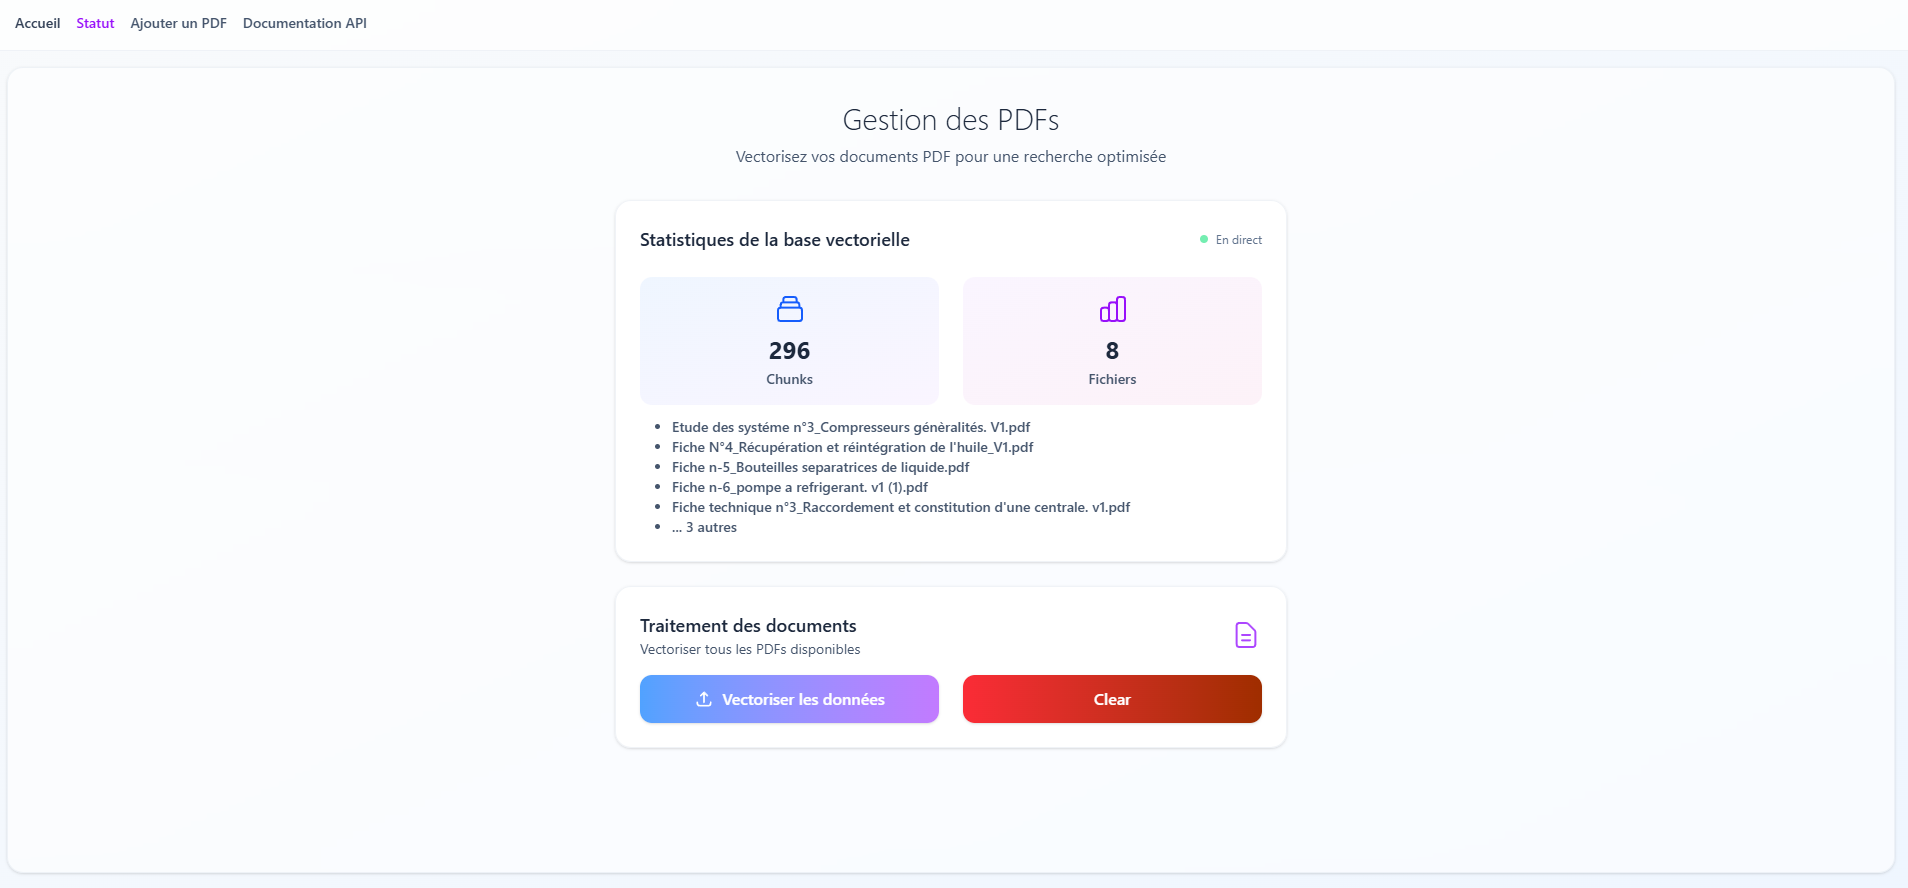 Accueil Statut Ajouter un PDF Documentation API
Gestion des PDFs
Vectorisez vos documents PDF pour une recherche optimisée
Statistiques de la base vectorielle
En direct
296
Chunks
8
Fichiers
Etude des systéme n°3_Compresseurs génèralités. V1.pdf
Fiche N°4_Récupération et réintégration de l'huile_V1.pdf
Fiche n-5_Bouteilles separatrices de liquide.pdf
Fiche n-6_pompe a refrigerant. v1 (1).pdf
Fiche technique n°3_Raccordement et constitution d'une centrale. v1.pdf
... 3 autres
Traitement des documents
Vectoriser tous les PDFs disponibles
Vectoriser les données
Clear